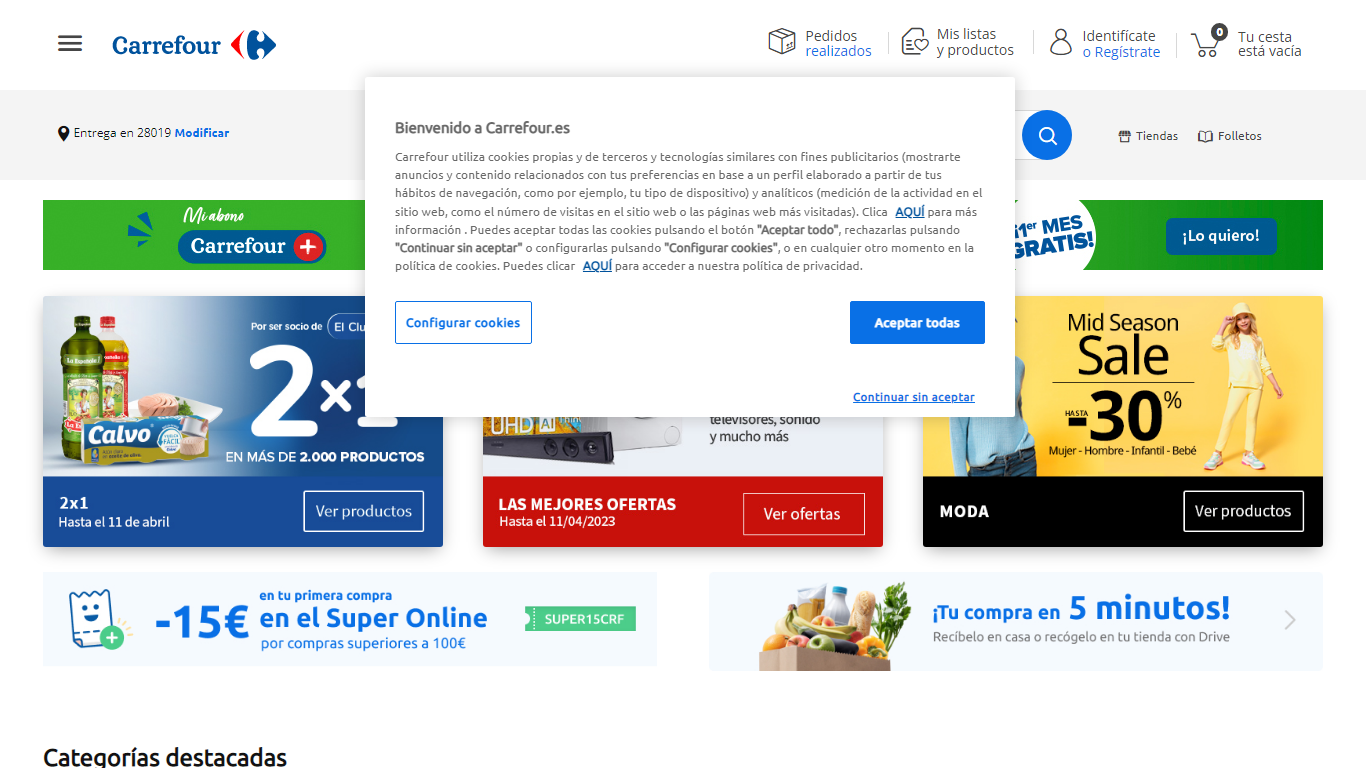 Carrefour
Pedidos
realizados
Mis listas
y productos
Identifícate
o Regístrate
0
Tu cesta
está vacía
Entrega en 28019 Modificar
Tiendas
Folletos
Bienvenido a Carrefour.es
Carrefour utiliza cookies propias y de terceros y tecnologías similares con fines publicitarios (mostrarte
anuncios y contenido relacionados con tus preferencias en base a un perfil elaborado a partir de tus
hábitos de navegación, como por ejemplo, tu tipo de dispositivo) y analíticos (medición de la actividad en el
sitio web, como el número de visitas en el sitio web o las páginas web más visitadas). Clica AQUÍ para más
información . Puedes aceptar todas las cookies pulsando el botón "Aceptar todo", rechazarlas pulsando
"Continuar sin aceptar" o configurarlas pulsando "Configurar cookies", o en cualquier otro momento en la
política de cookies. Puedes clicar AQUÍ para acceder a nuestra política de privacidad.
Configurar cookies
Aceptar todas
Continuar sin aceptar
Mi abono
Carrefour +
¡1er MES
GRATIS!
¡Lo quiero!
Por ser socio de El Clu
2x1
La Española
Calvo
EN MÁS DE 2.000 PRODUCTOS
2x1
Hasta el 11 de abril
Ver productos
UHD AI
televisores, sonido
y mucho más
LAS MEJORES OFERTAS
Hasta el 11/04/2023
Ver ofertas
Mid Season
Sale
HASTA
-30%
Mujer - Hombre - Infantil - Bebé
MODA
Ver productos
-15€
en tu primera compra
en el Super Online
por compras superiores a 100€
SUPER15CRF
¡Tu compra en 5 minutos!
Recíbelo en casa o recógelo en tu tienda con Drive
Categorías destacadas